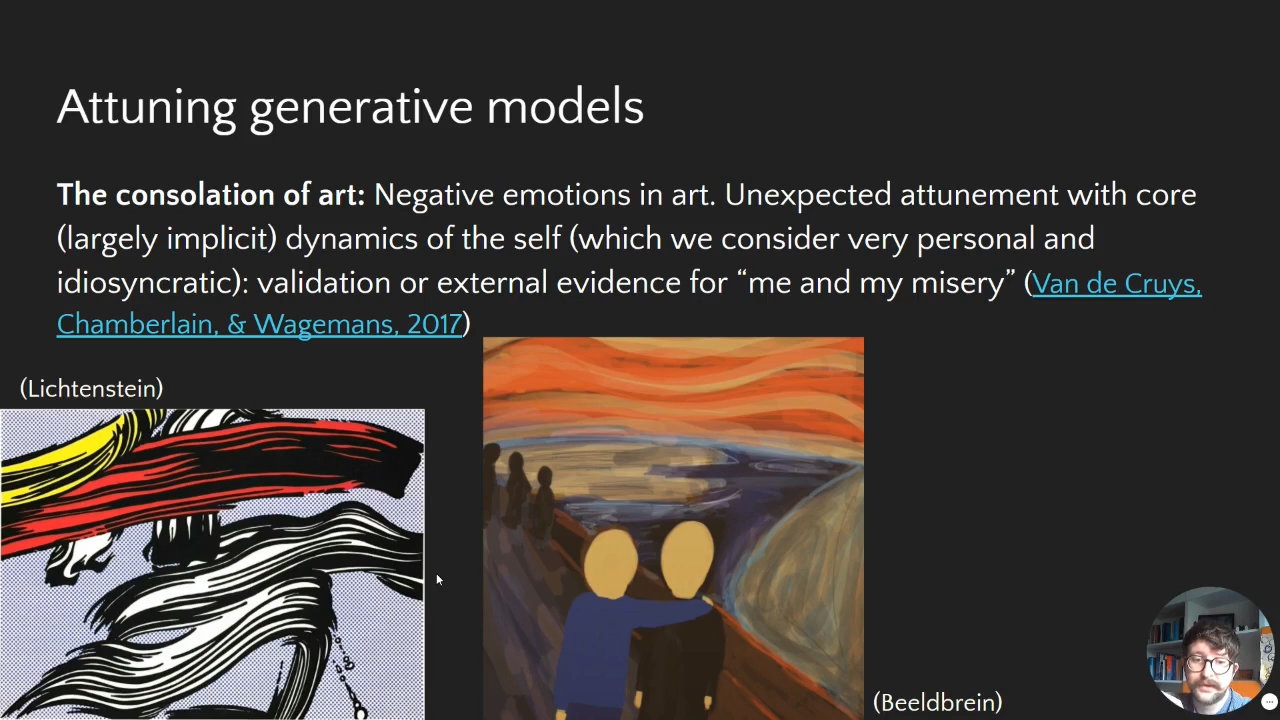 Attuning generative models
The consolation of art: Negative emotions in art. Unexpected attunement with core
(largely implicit) dynamics of the self (which we consider very personal and
idiosyncratic): validation or external evidence for “me and my misery” (Van de Cruys,
Chamberlain, & Wagemans, 2017)
(Lichtenstein)
(Beeldbrein)